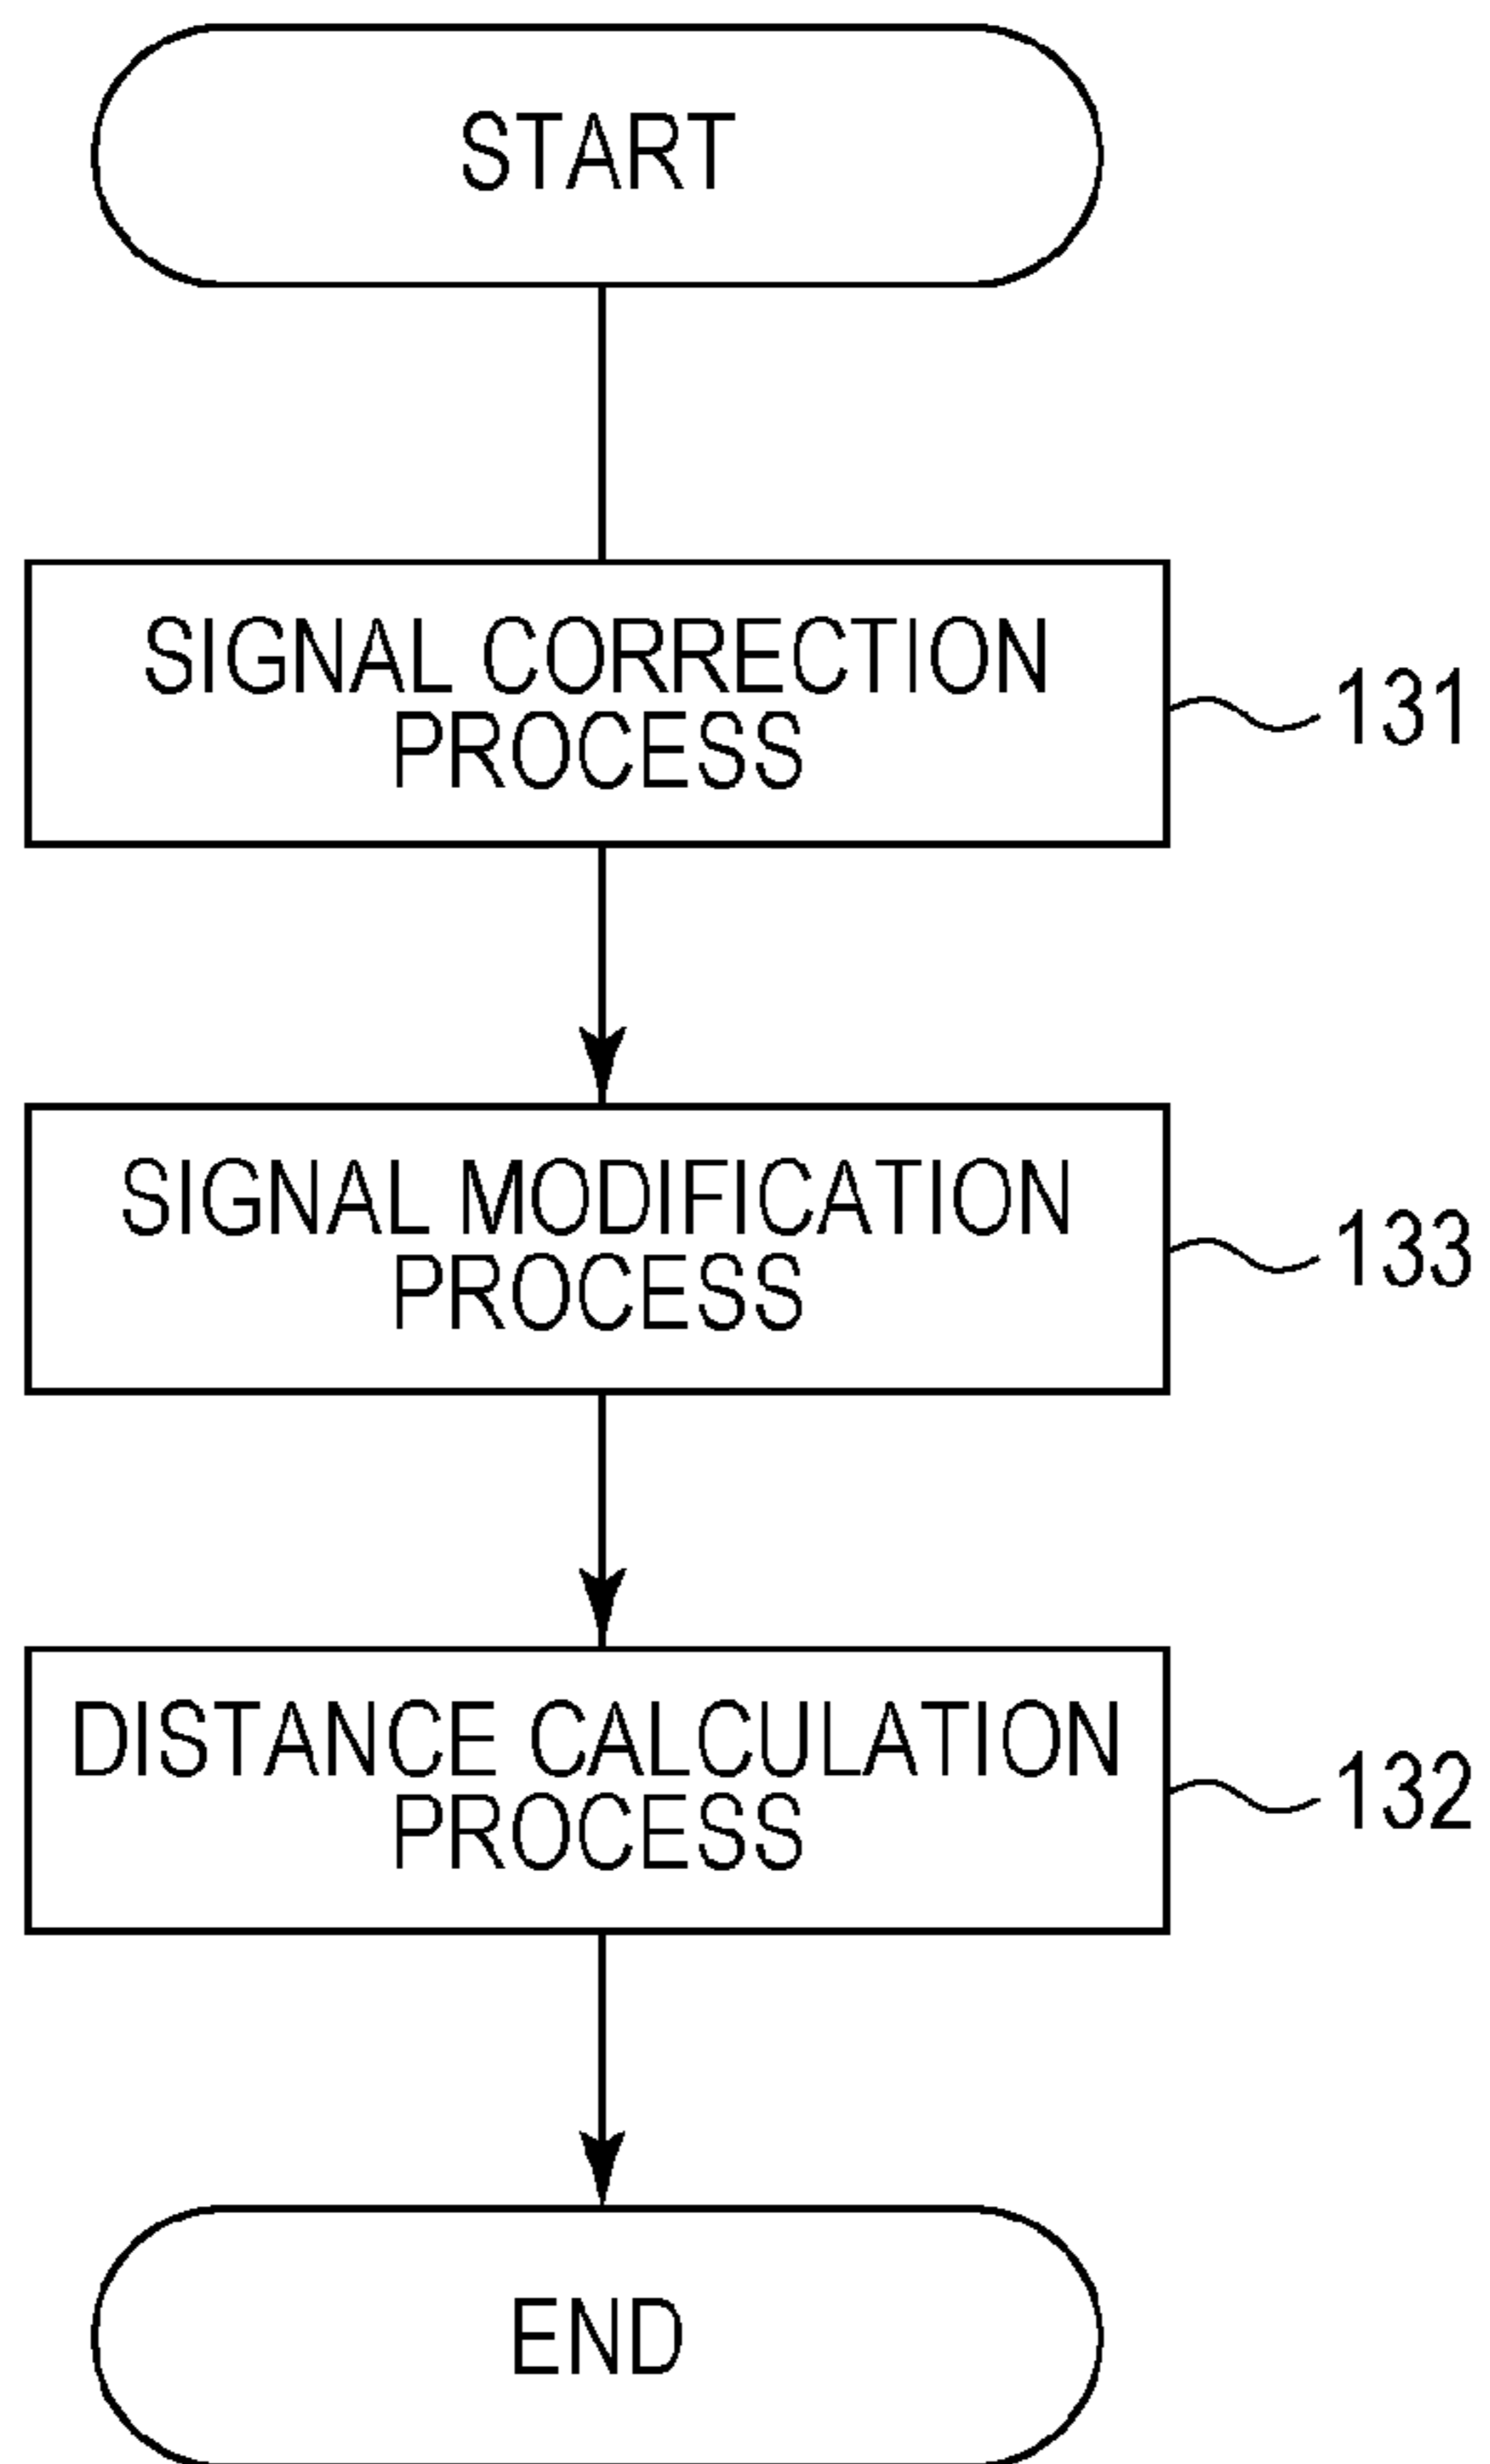 START
SIGNAL CORRECTION
PROCESS
131
SIGNAL MODIFICATION
PROCESS
133
DISTANCE CALCULATION
PROCESS
132
END